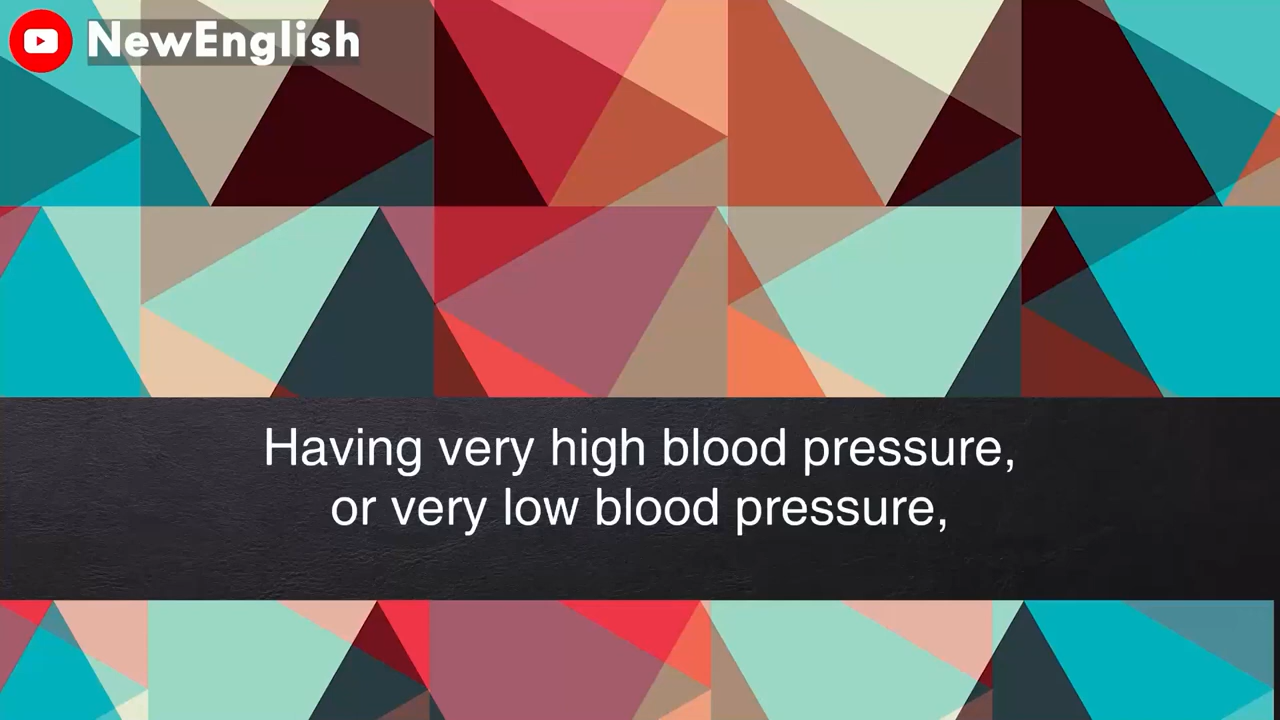 NewEnglish
Having very high blood pressure,
or very low blood pressure,